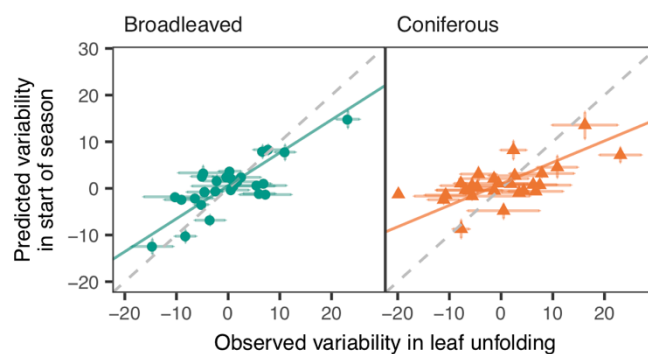 Broadleaved
Coniferous
Predicted variability
in start of season
30
20
10
0
−10
−20
−20 −10 0 10 20
−20 −10 0 10 20
Observed variability in leaf unfolding